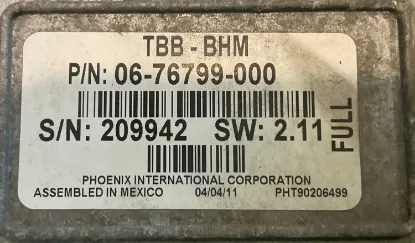 TBB - BHM
P/N: 06-76799-000
S/N: 209942 SW: 2.11
FULL
PHOENIX INTERNATIONAL CORPORATION
ASSEMBLED IN MEXICO 04/04/11 PHT90206499